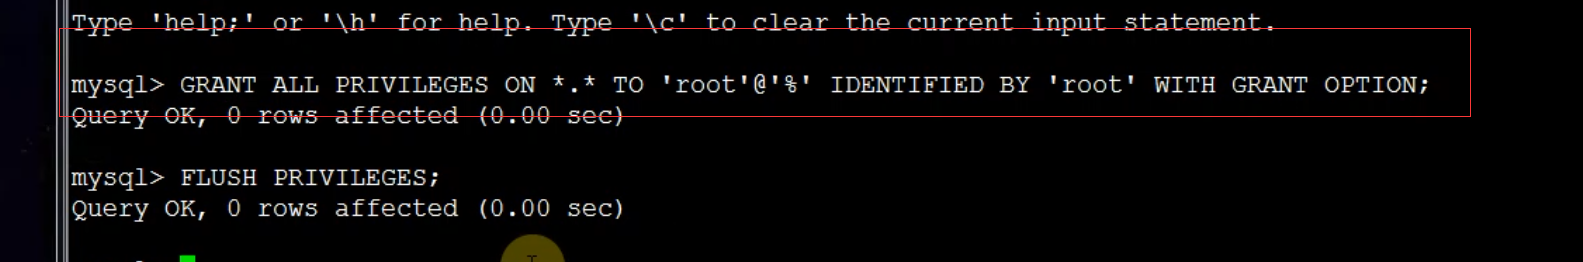 Type 'help;' or '\h' for help. Type '\c' to clear the current input statement.
mysql> GRANT ALL PRIVILEGES ON *.* TO 'root'@'%' IDENTIFIED BY 'root' WITH GRANT OPTION;
Query OK, 0 rows affected (0.00 sec)
mysql> FLUSH PRIVILEGES;
Query OK, 0 rows affected (0.00 sec)